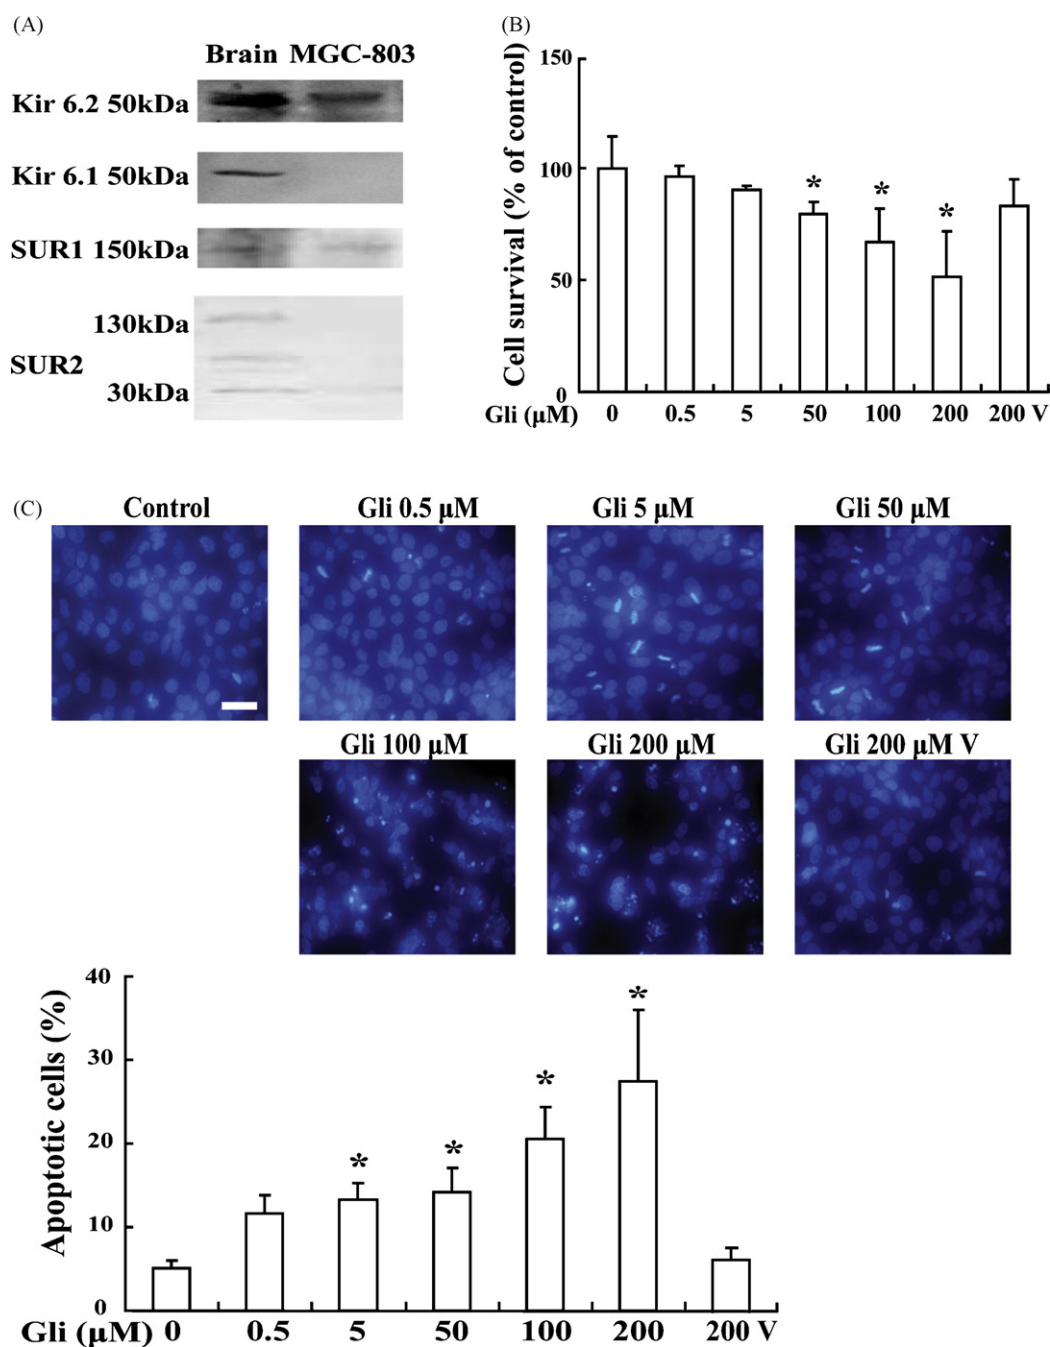 (A)
Brain MGC-803
Kir 6.2 50kDa
Kir 6.1 50kDa
SUR1 150kDa
130kDa
SUR2
30kDa
(B)
Cell survival (% of control)
150
100
50
0
* * *
Gli (μM) 0 0.5 5 50 100 200 200 V
(C)
Control Gli 0.5 μM Gli 5 μM Gli 50 μM
Gli 100 μM Gli 200 μM Gli 200 μM V
Apoptotic cells (%)
40
30
20
10
0
* * * *
Gli (μM) 0 0.5 5 50 100 200 200 V